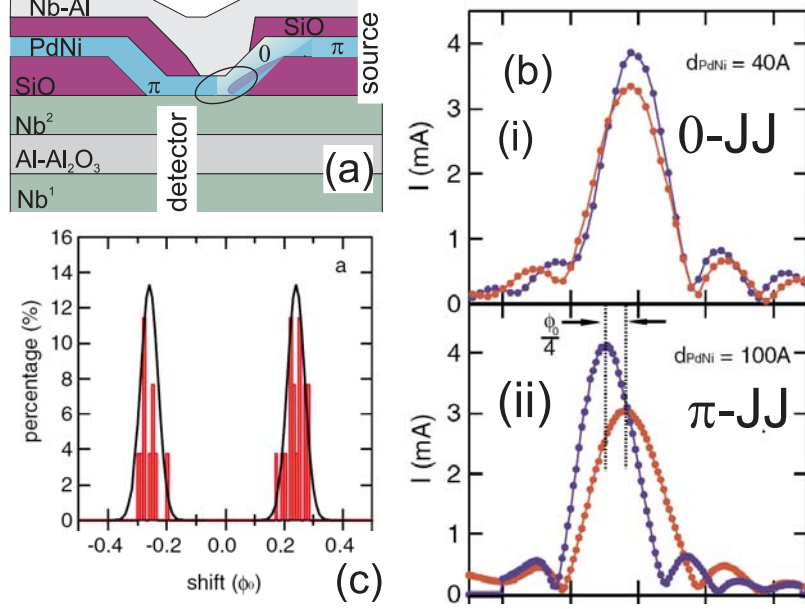 Nb-Al
SiO
PdNi
0
π
SiO
π
source
Nb²
detector
Al-Al₂O₃
(a)
Nb¹
16
14
12
10
8
6
4
2
0
percentage (%)
a
-0.4
-0.2
0.0
0.2
0.4
shift (ϕ₀)
(c)
(b)
dPdNi = 40A
(i)
0-JJ
4
3
2
1
0
I (mA)
ϕ₀
4
dPdNi = 100A
(ii)
π-JJ
4
3
2
1
0
I (mA)